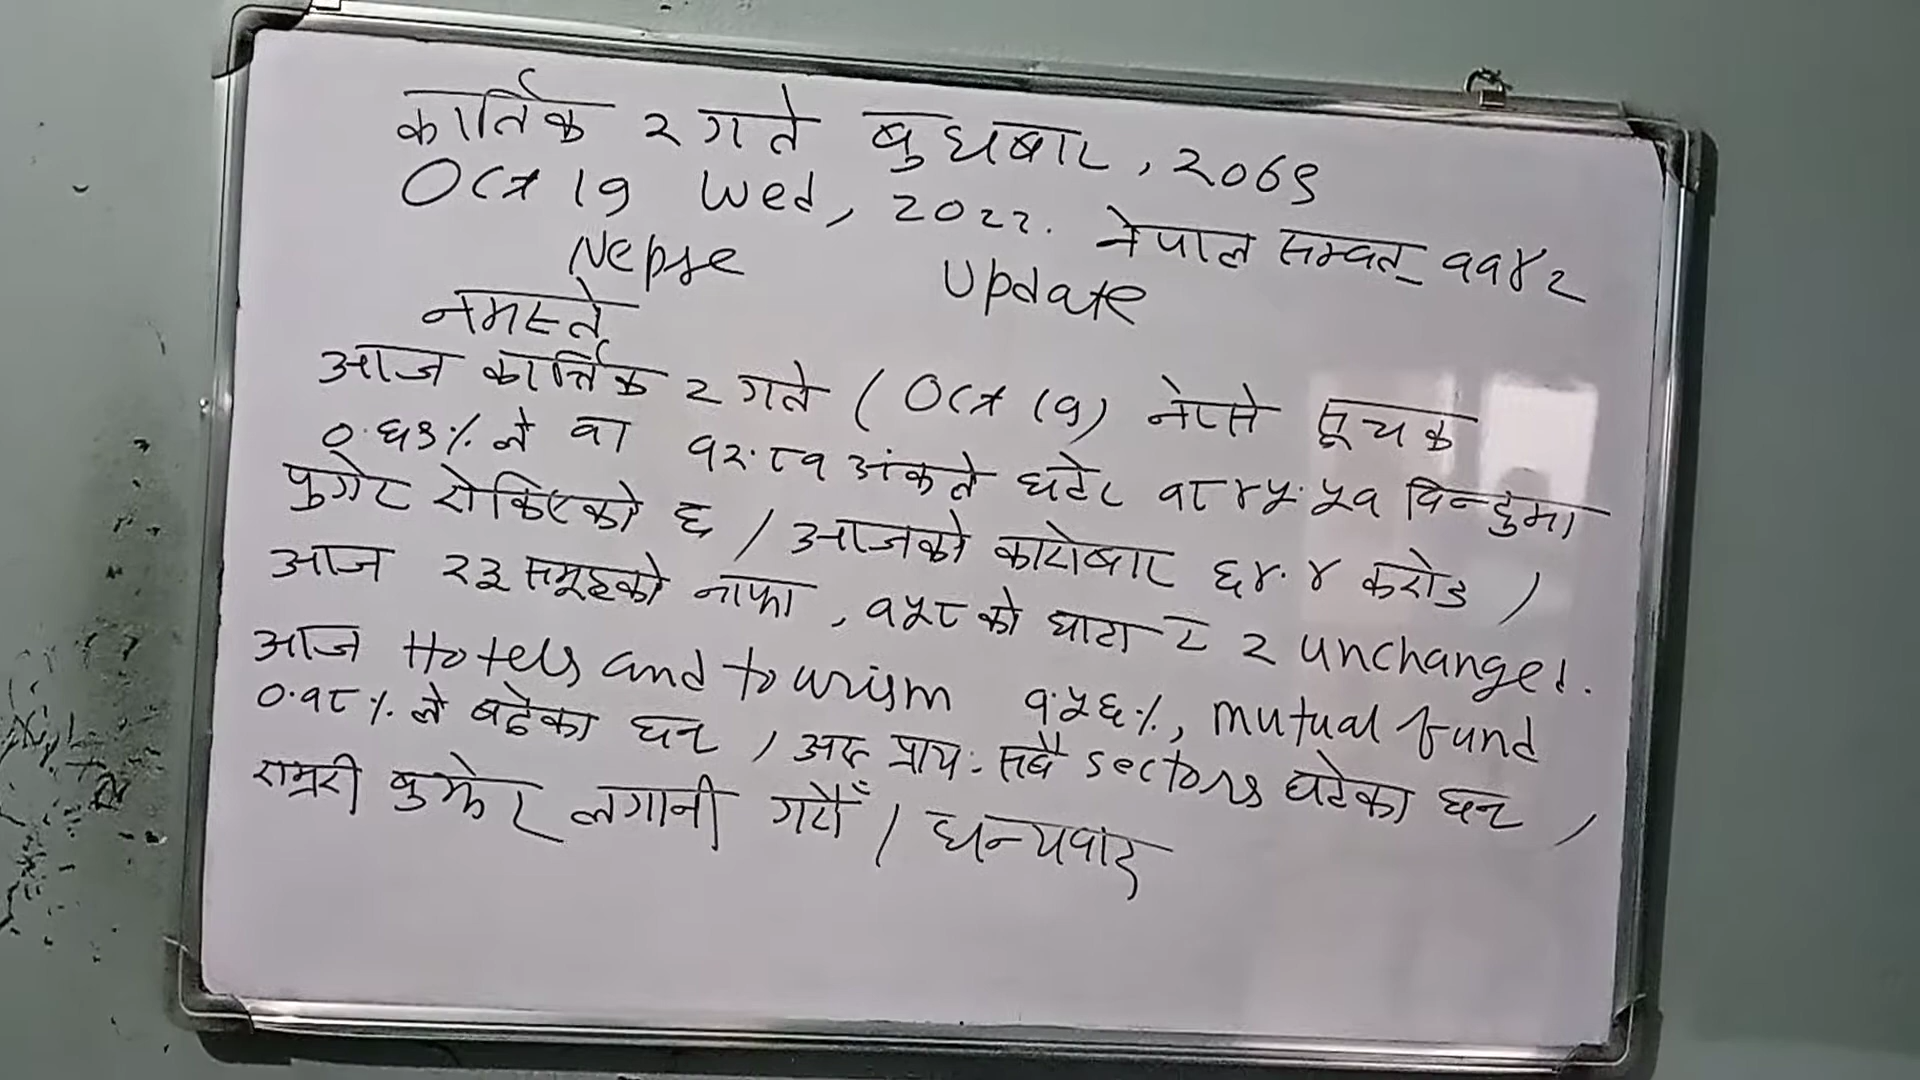 कार्तिक २ गते बुधबार, २०७९
Oct 19 Wed, 2022. नेपाल सम्वत् ११४२
Nepse Update
नमस्ते
आज कार्त्तिक २ गते (Oct 19) नेप्से सूचक
०.६३% ले वा १२.८१ अंकले घटेर १८४५.५१ विन्दुमा
पुगेर रोकिएको छ । आजको कारोबार ६४.४ करोड ।
आज २३ समूहको नाफा, १५८ को घाटा र २ unchanged.
आज Hotels and tourism १.५६%, mutual fund
०.१८% ले बढेका छन् । अरु प्राय: सबै sectors घटेका छन् ।
राम्ररी बुझेर लगानी गरौँ । धन्यवाद